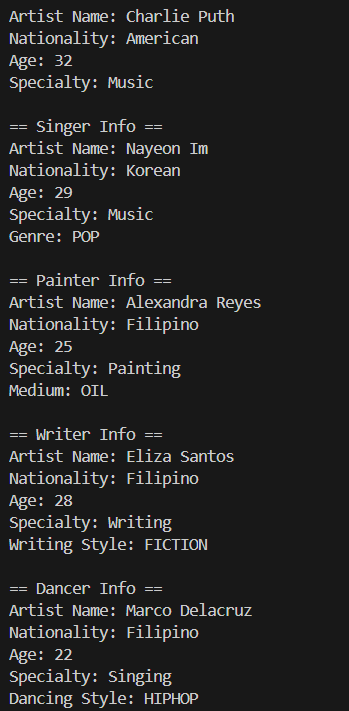 Artist Name: Charlie Puth
Nationality: American
Age: 32
Specialty: Music

== Singer Info ==
Artist Name: Nayeon Im
Nationality: Korean
Age: 29
Specialty: Music
Genre: POP

== Painter Info ==
Artist Name: Alexandra Reyes
Nationality: Filipino
Age: 25
Specialty: Painting
Medium: OIL

== Writer Info ==
Artist Name: Eliza Santos
Nationality: Filipino
Age: 28
Specialty: Writing
Writing Style: FICTION

== Dancer Info ==
Artist Name: Marco Delacruz
Nationality: Filipino
Age: 22
Specialty: Singing
Dancing Style: HIPHOP